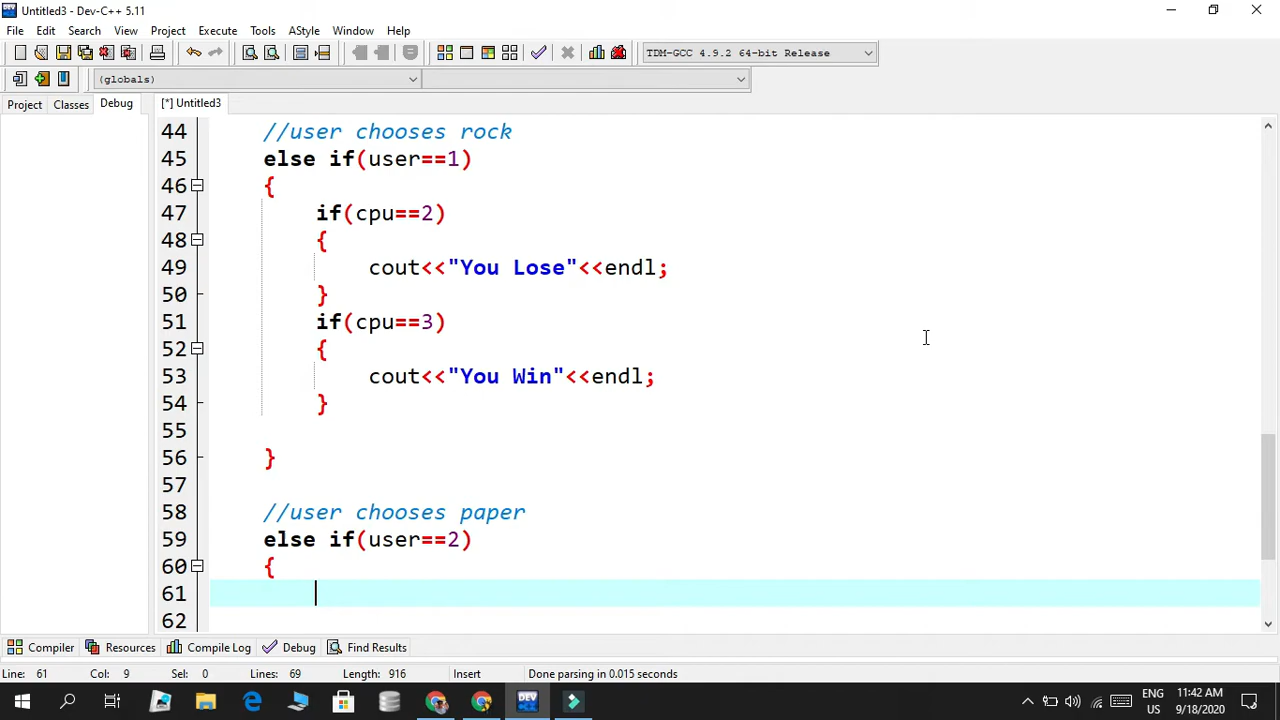 Untitled3 - Dev-C++ 5.11
File Edit Search View Project Execute Tools AStyle Window Help
TDM-GCC 4.9.2 64-bit Release
(globals)
Project Classes Debug [*] Untitled3
44 //user chooses rock
45 else if(user==1)
46 {
47 if(cpu==2)
48 {
49 cout<<"You Lose"<<endl;
50 }
51 if(cpu==3)
52 {
53 cout<<"You Win"<<endl;
54 }
55
56 }
57
58 //user chooses paper
59 else if(user==2)
60 {
61
62
Compiler Resources Compile Log Debug Find Results
Line: 61 Col: 9 Sel: 0 Lines: 69 Length: 916 Insert Done parsing in 0.015 seconds
DEV
ENG 11:42 AM
US 9/18/2020